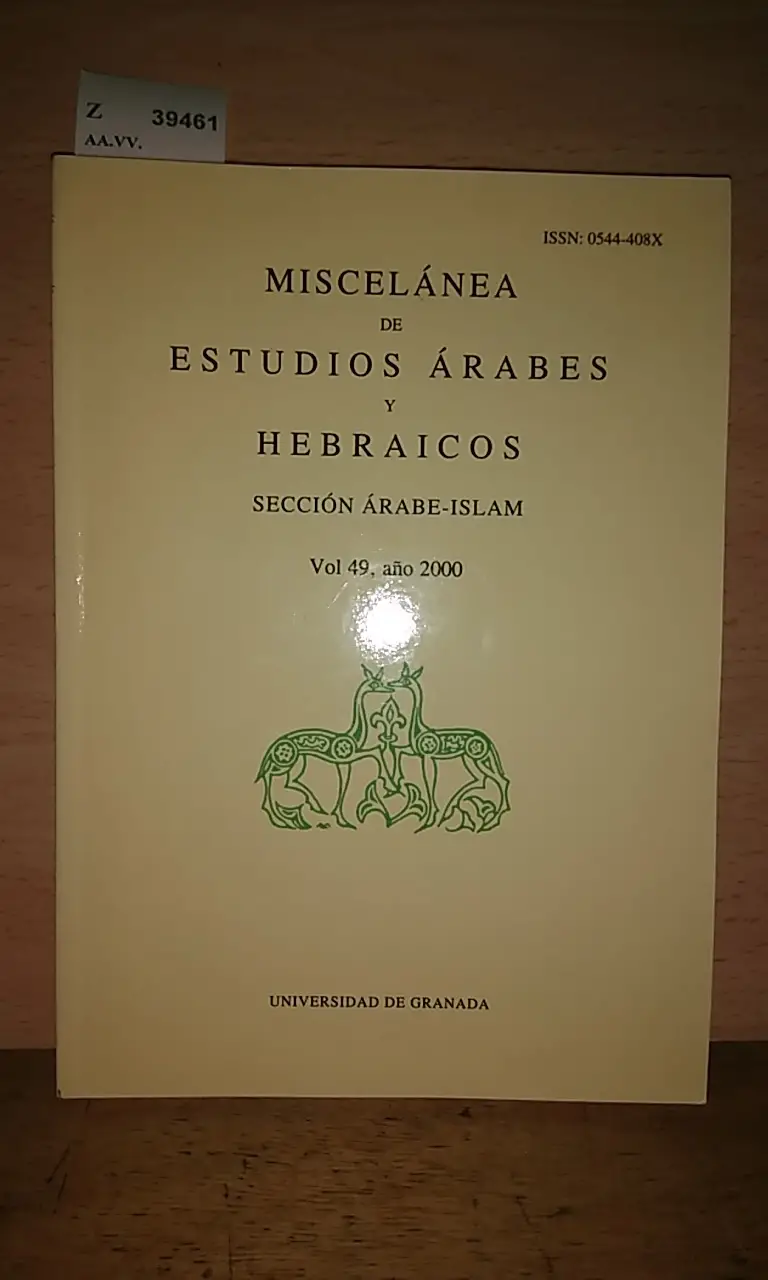 Z 39461
AA.VV.
ISSN: 0544-408X
MISCELÁNEA
DE
ESTUDIOS ÁRABES
Y
HEBRAICOS
SECCIÓN ÁRABE-ISLAM
Vol 49, año 2000
UNIVERSIDAD DE GRANADA